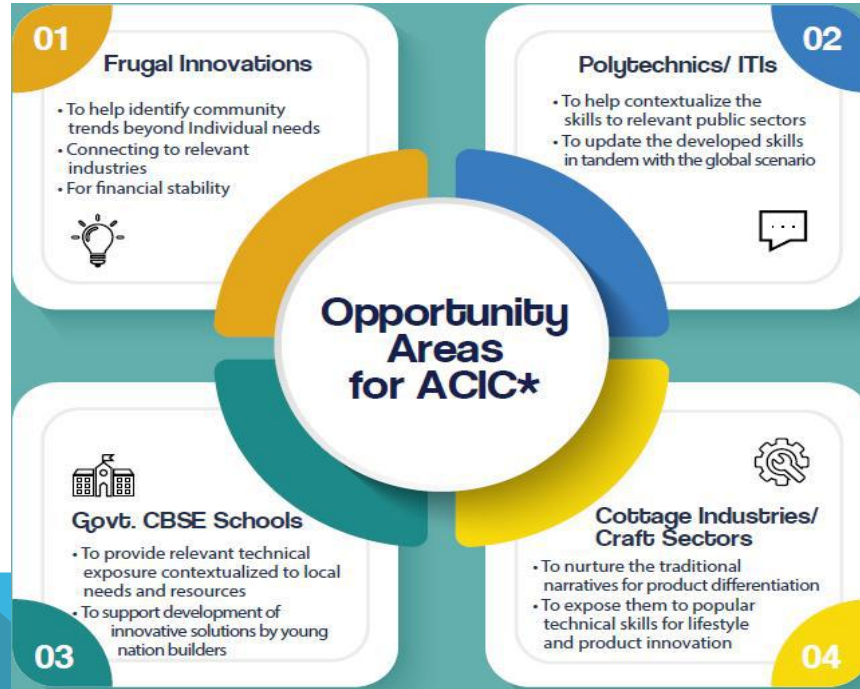 01
Frugal Innovations
• To help identify community
trends beyond Individual needs
• Connecting to relevant
industries
• For financial stability
02
Polytechnics/ ITIs
• To help contextualize the
skills to relevant public sectors
• To update the developed skills
in tandem with the global scenario
Opportunity
Areas
for ACIC*
Govt. CBSE Schools
• To provide relevant technical
exposure contextualized to local
needs and resources
• To support development of
innovative solutions by young
nation builders
03
Cottage Industries/
Craft Sectors
• To nurture the traditional
narratives for product differentiation
• To expose them to popular
technical skills for lifestyle
and product innovation
04